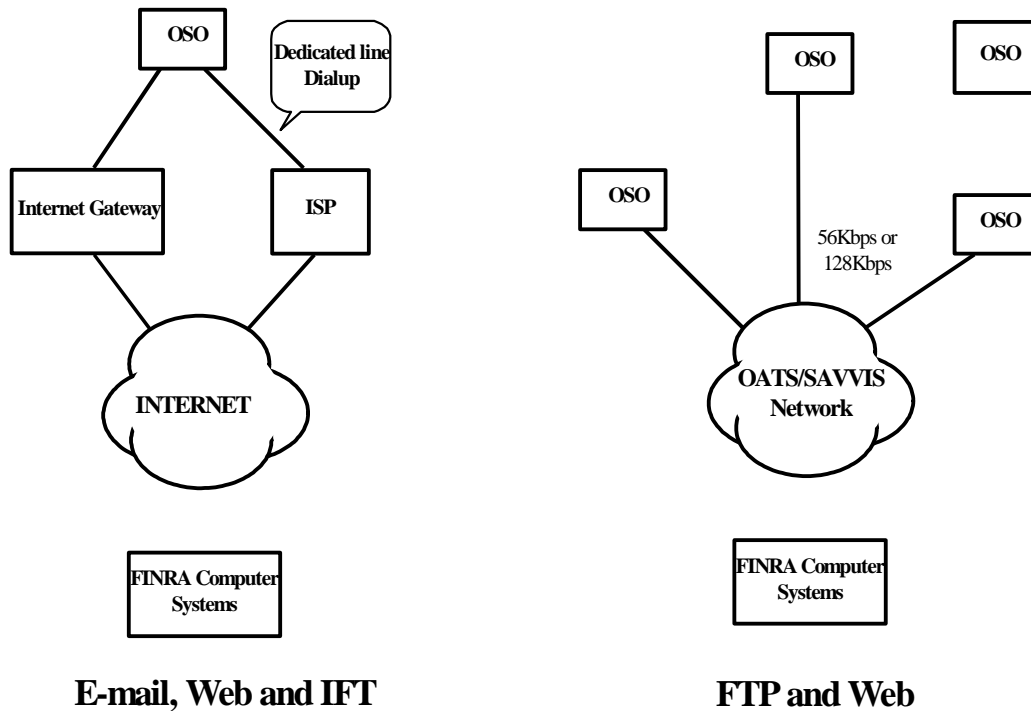 OSO
Dedicated line
Dialup
Internet Gateway
ISP
INTERNET
FINRA Computer
Systems
E-mail, Web and IFT
OSO
OSO
OSO
OSO
56Kbps or
128Kbps
OATS/SAVVIS
Network
FINRA Computer
Systems
FTP and Web